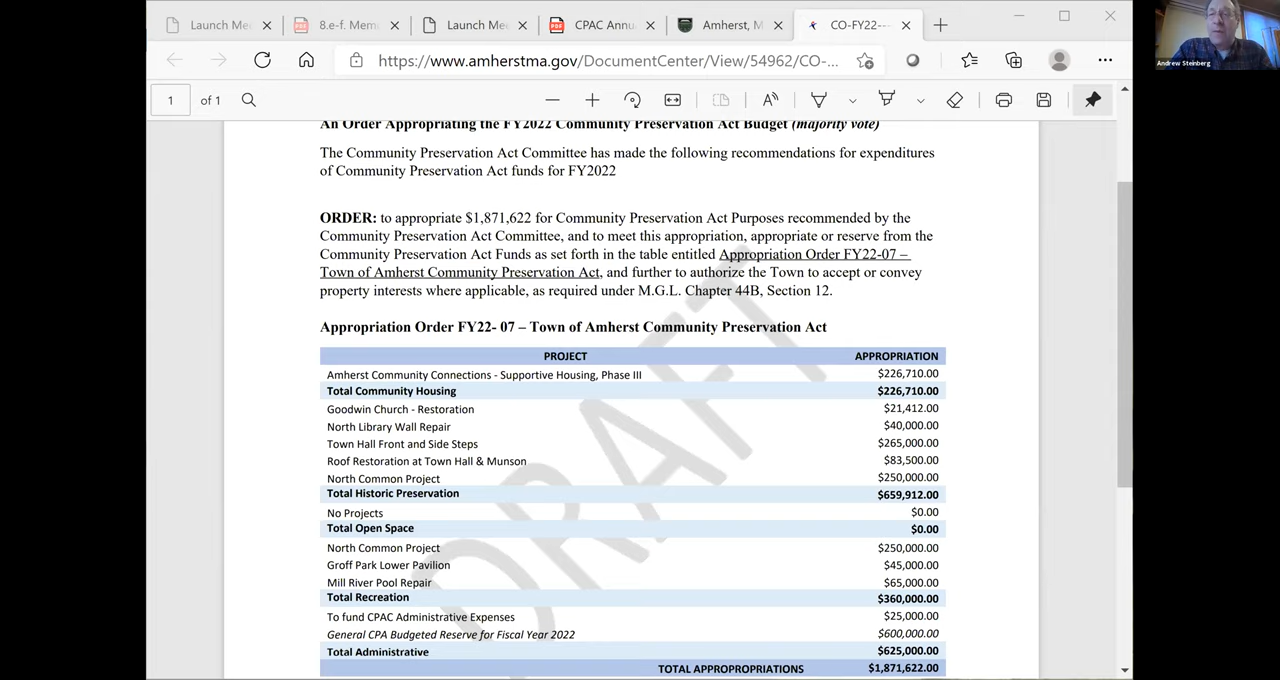 Launch Me
8.e-f. Mem
Launch Me
CPAC Annu
Amherst, M
CO-FY22---
https://www.amherstma.gov/DocumentCenter/View/54962/CO-...
1 of 1
An Order Appropriating the FY2022 Community Preservation Act Budget (majority vote)
The Community Preservation Act Committee has made the following recommendations for expenditures
of Community Preservation Act funds for FY2022
ORDER: to appropriate $1,871,622 for Community Preservation Act Purposes recommended by the
Community Preservation Act Committee, and to meet this appropriation, appropriate or reserve from the
Community Preservation Act Funds as set forth in the table entitled Appropriation Order FY22-07 –
Town of Amherst Community Preservation Act, and further to authorize the Town to accept or convey
property interests where applicable, as required under M.G.L. Chapter 44B, Section 12.
Appropriation Order FY22- 07 – Town of Amherst Community Preservation Act
PROJECT APPROPRIATION
Amherst Community Connections - Supportive Housing, Phase III $226,710.00
Total Community Housing $226,710.00
Goodwin Church - Restoration $21,412.00
North Library Wall Repair $40,000.00
Town Hall Front and Side Steps $265,000.00
Roof Restoration at Town Hall & Munson $83,500.00
North Common Project $250,000.00
Total Historic Preservation $659,912.00
No Projects $0.00
Total Open Space $0.00
North Common Project $250,000.00
Groff Park Lower Pavilion $45,000.00
Mill River Pool Repair $65,000.00
Total Recreation $360,000.00
To fund CPAC Administrative Expenses $25,000.00
General CPA Budgeted Reserve for Fiscal Year 2022 $600,000.00
Total Administrative $625,000.00
TOTAL APPROPROPRIATIONS $1,871,622.00
DRAFT
Andrew Steinberg